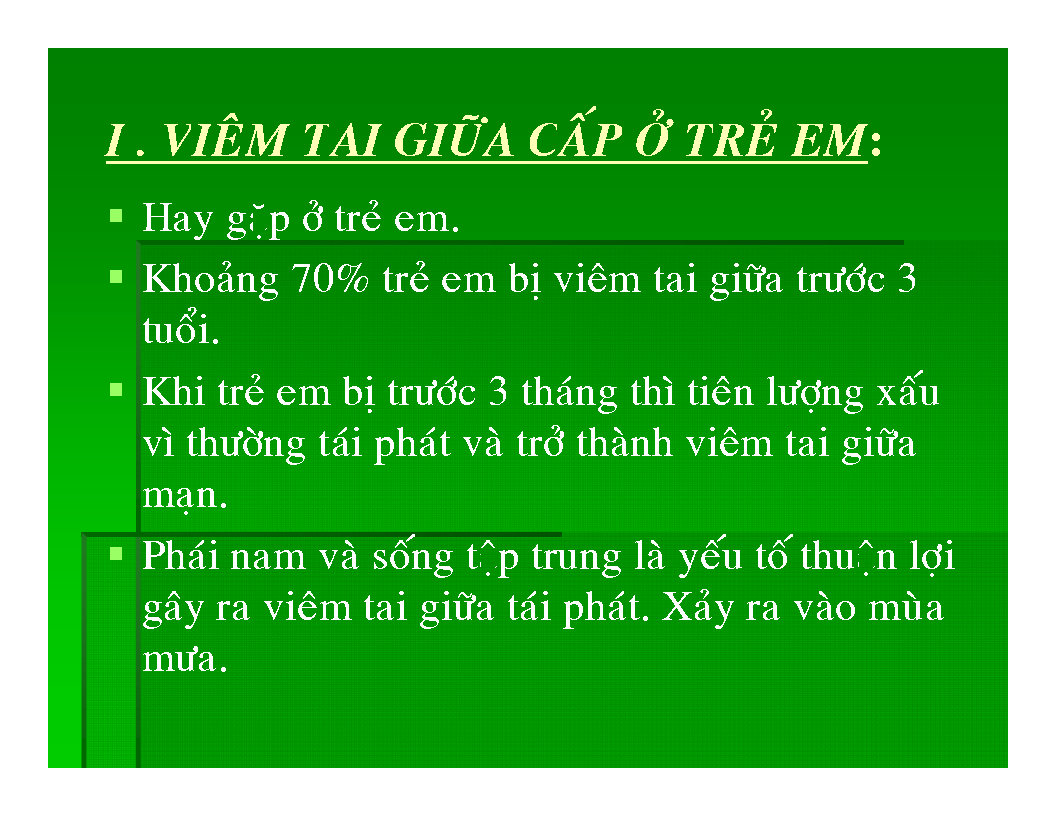 I . VIÊM TAI GIỮA CẤP Ở TRẺ EM:
▪ Hay gặp ở trẻ em.
▪ Khoảng 70% trẻ em bị viêm tai giữa trước 3
tuổi.
▪ Khi trẻ em bị trước 3 tháng thì tiên lượng xấu
vì thường tái phát và trở thành viêm tai giữa
mạn.
▪ Phái nam và sống tập trung là yếu tố thuận lợi
gây ra viêm tai giữa tái phát. Xảy ra vào mùa
mưa.